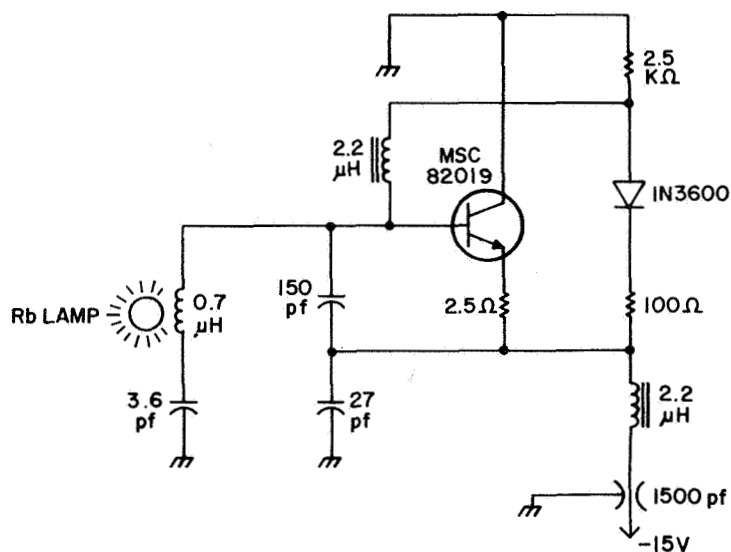 2.5
KΩ
2.2
μH
MSC
82019
IN3600
Rb LAMP
0.7
μH
150
pf
2.5Ω
100Ω
3.6
pf
27
pf
2.2
μH
1500 pf
-15V